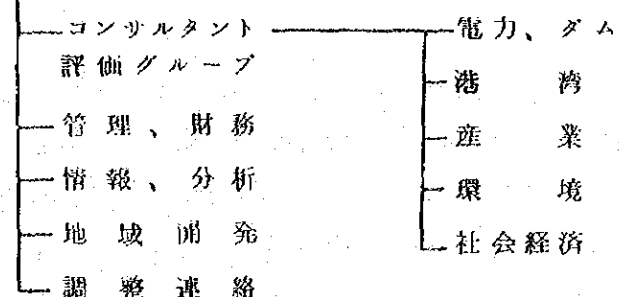 コンサルタント
評価グループ
管理、財務
情報、分析
地域開発
調整連絡
電力、ダム
港湾
産業
環境
社会経済